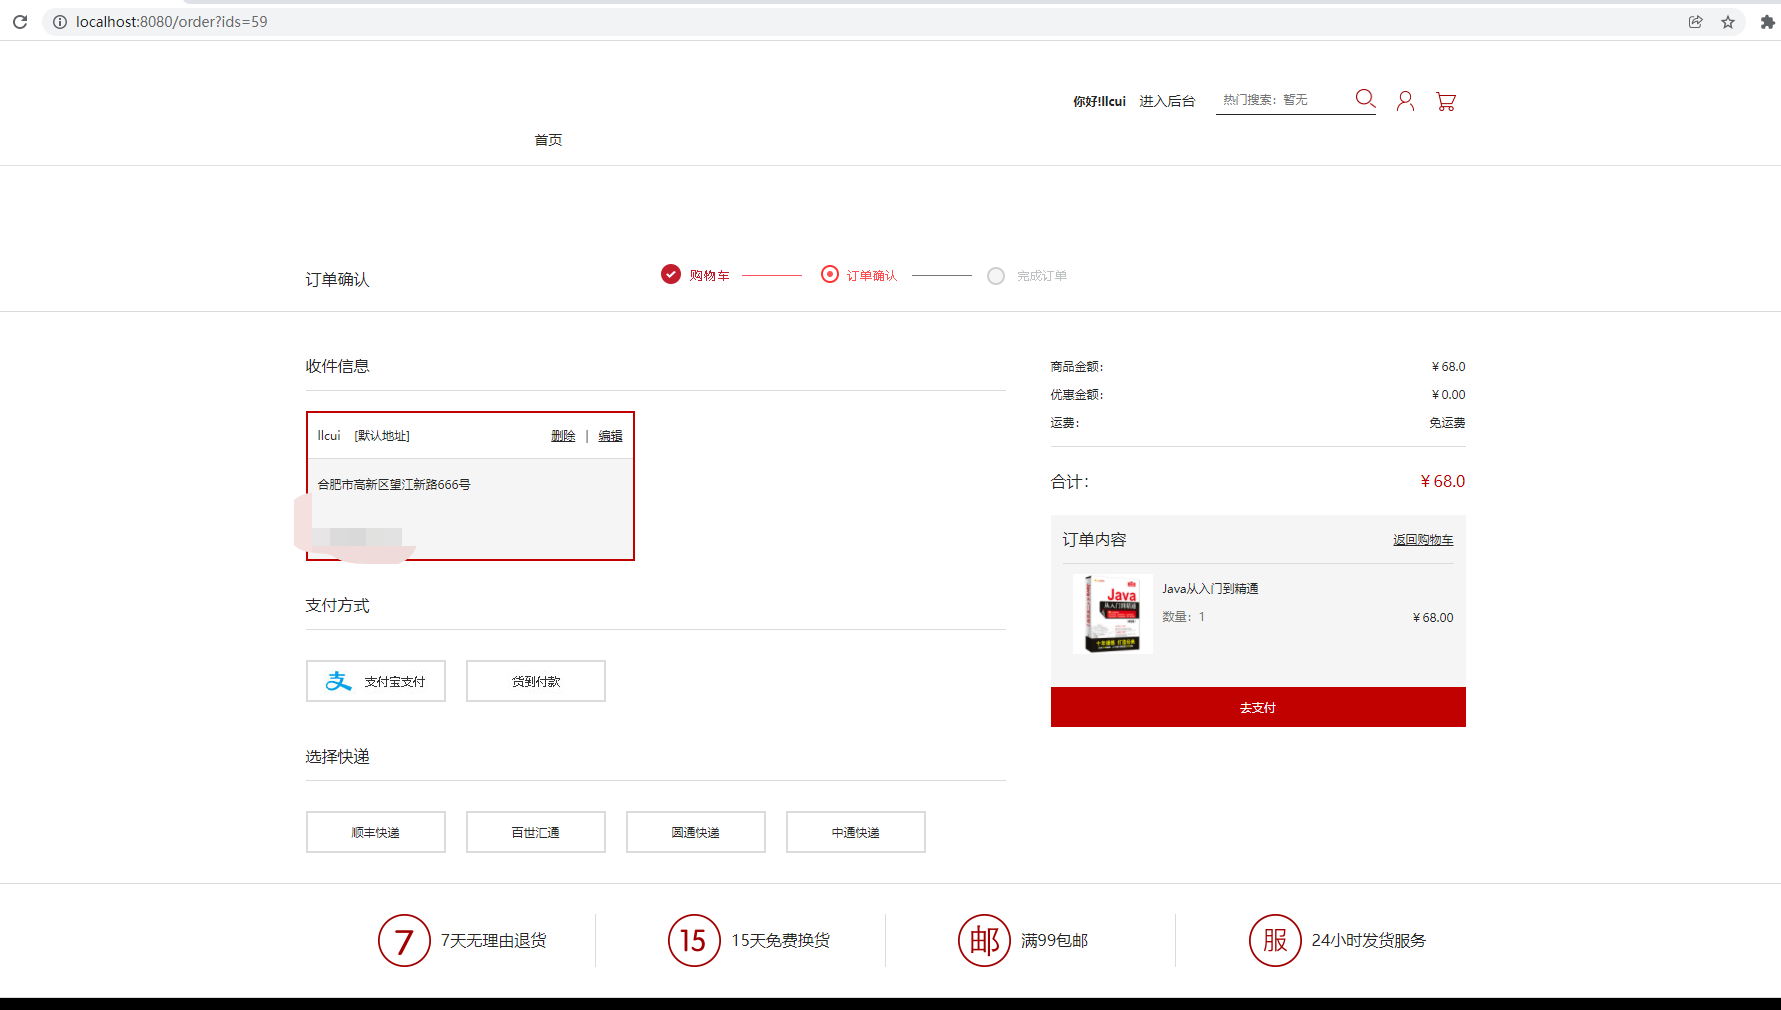 localhost:8080/order?ids=59
你好!llcui 进入后台 热门搜索：暂无
首页
订单确认
购物车 订单确认 完成订单
收件信息
llcui [默认地址] 删除 | 编辑
合肥市高新区望江新路666号
支付方式
支 支付宝支付 货到付款
选择快递
顺丰快递 百世汇通 圆通快递 中通快递
商品金额： ¥ 68.0
优惠金额： ¥ 0.00
运费： 免运费
合计： ¥ 68.0
订单内容 返回购物车
Java
从入门到精通
Java从入门到精通
数量：1 ¥ 68.00
去支付
7 7天无理由退货 15 15天免费换货 邮 满99包邮 服 24小时发货服务